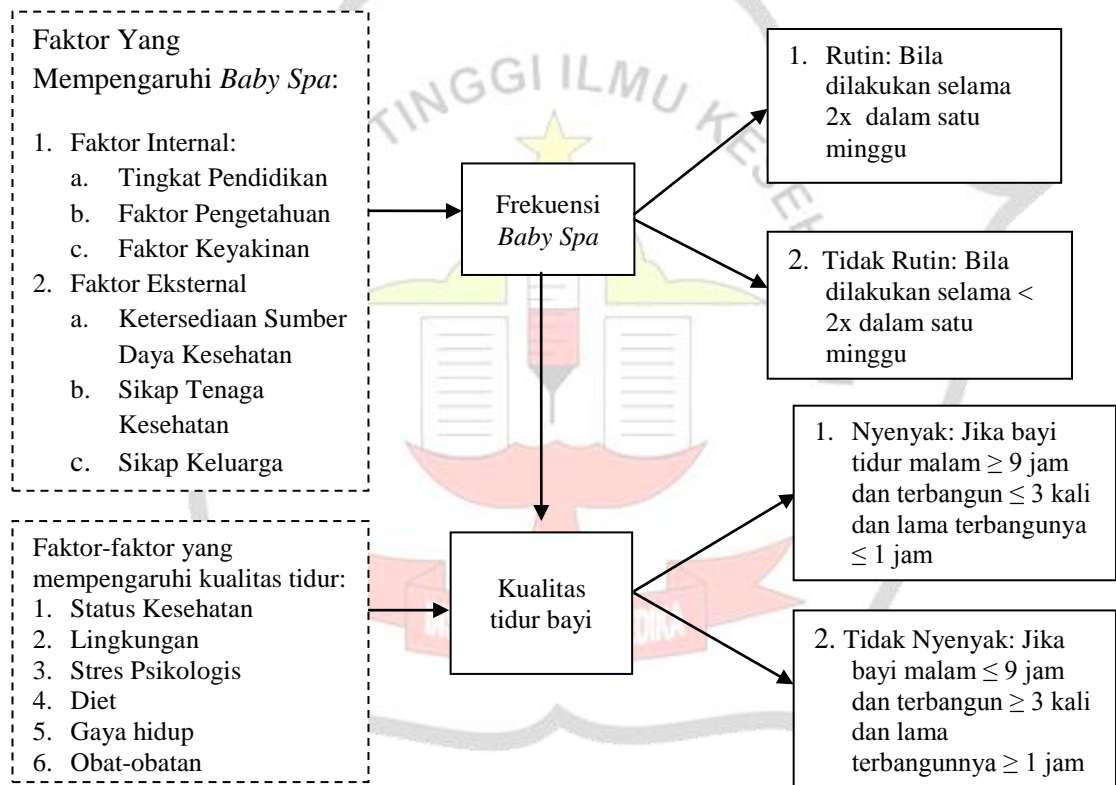 Faktor Yang
Mempengaruhi Baby Spa:
1. Faktor Internal:
a. Tingkat Pendidikan
b. Faktor Pengetahuan
c. Faktor Keyakinan
2. Faktor Eksternal
a. Ketersediaan Sumber
Daya Kesehatan
b. Sikap Tenaga
Kesehatan
c. Sikap Keluarga
Frekuensi
Baby Spa
1. Rutin: Bila
dilakukan selama
2x dalam satu
minggu
2. Tidak Rutin: Bila
dilakukan selama <
2x dalam satu
minggu
Faktor-faktor yang
mempengaruhi kualitas tidur:
1. Status Kesehatan
2. Lingkungan
3. Stres Psikologis
4. Diet
5. Gaya hidup
6. Obat-obatan
Kualitas
tidur bayi
1. Nyenyak: Jika bayi
tidur malam ≥ 9 jam
dan terbangun ≤ 3 kali
dan lama terbangunya
≤ 1 jam
2. Tidak Nyenyak: Jika
bayi malam ≤ 9 jam
dan terbangun ≥ 3 kali
dan lama
terbangunnya ≥ 1 jam
TINGGI ILMU KESEH